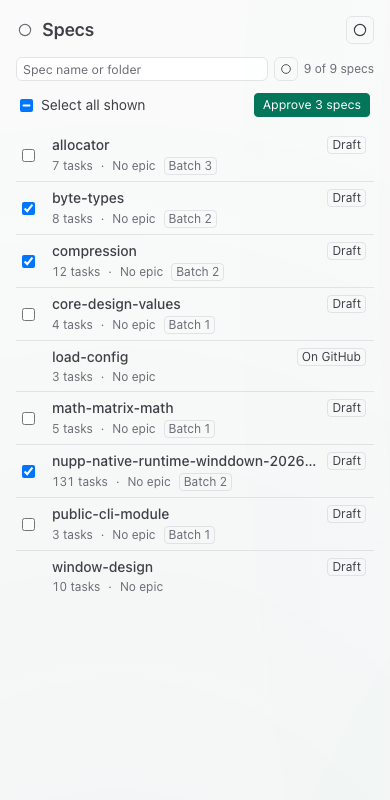 Specs
Spec name or folder
9 of 9 specs
Select all shown
Approve 3 specs
allocator
Draft
7 tasks · No epic Batch 3
byte-types
Draft
8 tasks · No epic Batch 2
compression
Draft
12 tasks · No epic Batch 2
core-design-values
Draft
4 tasks · No epic Batch 1
load-config
On GitHub
3 tasks · No epic
math-matrix-math
Draft
5 tasks · No epic Batch 1
nupp-native-runtime-winddown-2026...
Draft
131 tasks · No epic Batch 2
public-cli-module
Draft
3 tasks · No epic Batch 1
window-design
Draft
10 tasks · No epic